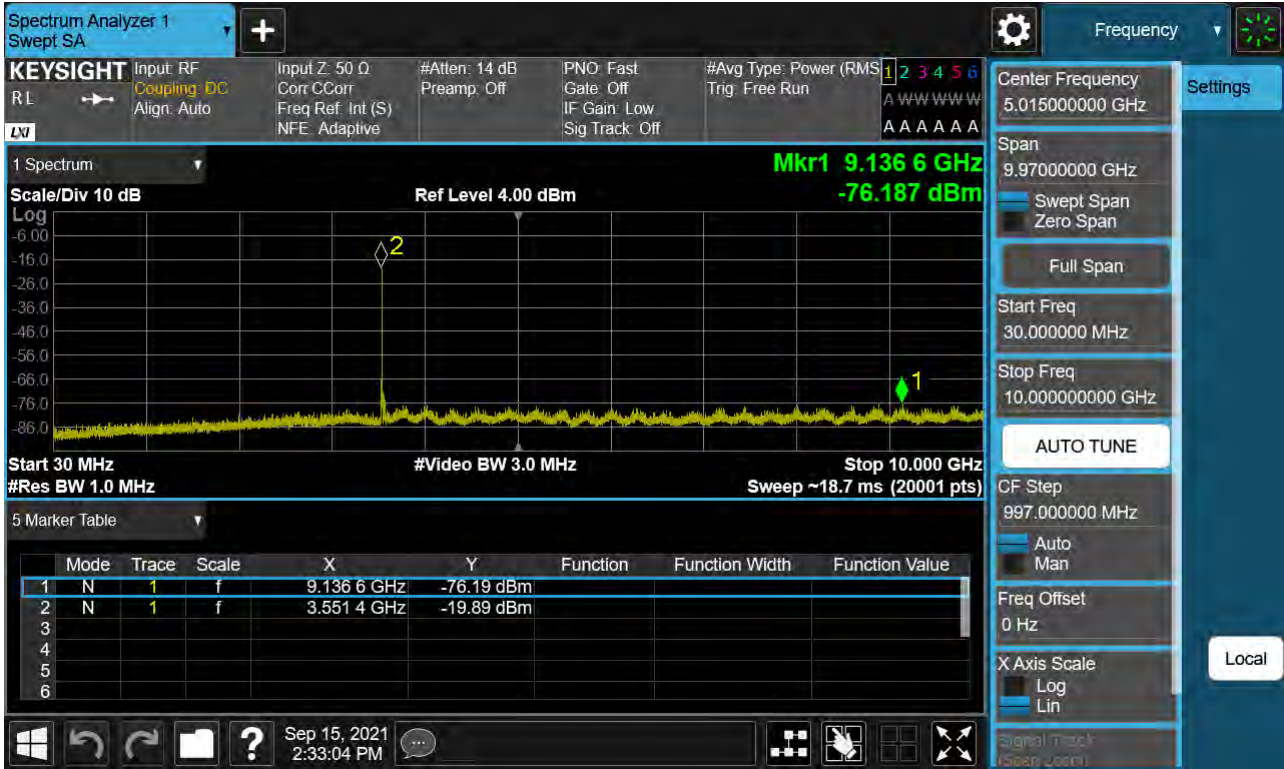 Spectrum Analyzer 1
Swept SA
Frequency
KEYSIGHT
RL
LXI
Input: RF
Coupling: DC
Align: Auto
Input Z: 50 Ω
Corr CCorr
Freq Ref: Int (S)
NFE: Adaptive
#Atten: 14 dB
Preamp: Off
PNO: Fast
Gate: Off
IF Gain: Low
Sig Track: Off
#Avg Type: Power (RMS
Trig: Free Run
1 2 3 4 5 6
A W W W W W
A A A A A A
1 Spectrum
Mkr1 9.136 6 GHz
Scale/Div 10 dB
Ref Level 4.00 dBm
-76.187 dBm
Log
-6.00
-16.0
-26.0
-36.0
-46.0
-56.0
-66.0
-76.0
-86.0
2
1
Start 30 MHz
#Video BW 3.0 MHz
Stop 10.000 GHz
#Res BW 1.0 MHz
Sweep ~18.7 ms (20001 pts)
5 Marker Table
Mode Trace Scale X Y Function Function Width Function Value
1 N 1 f 9.136 6 GHz -76.19 dBm
2 N 1 f 3.551 4 GHz -19.89 dBm
3
4
5
6
Sep 15, 2021
2:33:04 PM
Center Frequency
5.015000000 GHz
Span
9.97000000 GHz
Swept Span
Zero Span
Full Span
Start Freq
30.000000 MHz
Stop Freq
10.000000000 GHz
AUTO TUNE
CF Step
997.000000 MHz
Auto
Man
Freq Offset
0 Hz
X Axis Scale
Log
Lin
Signal Track
(Span Zoom)
Settings
Local